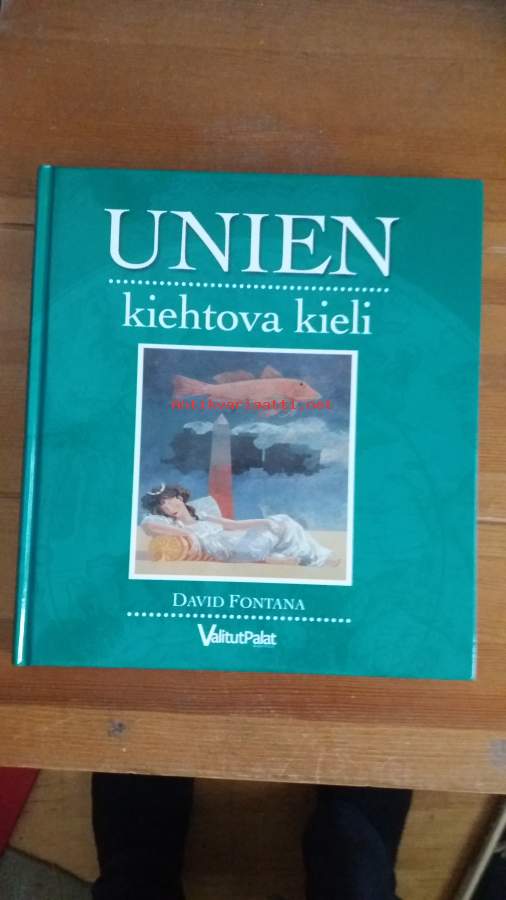 UNIEN
kiehtova kieli
antikvariaatti.net
DAVID FONTANA
ValitutPalat